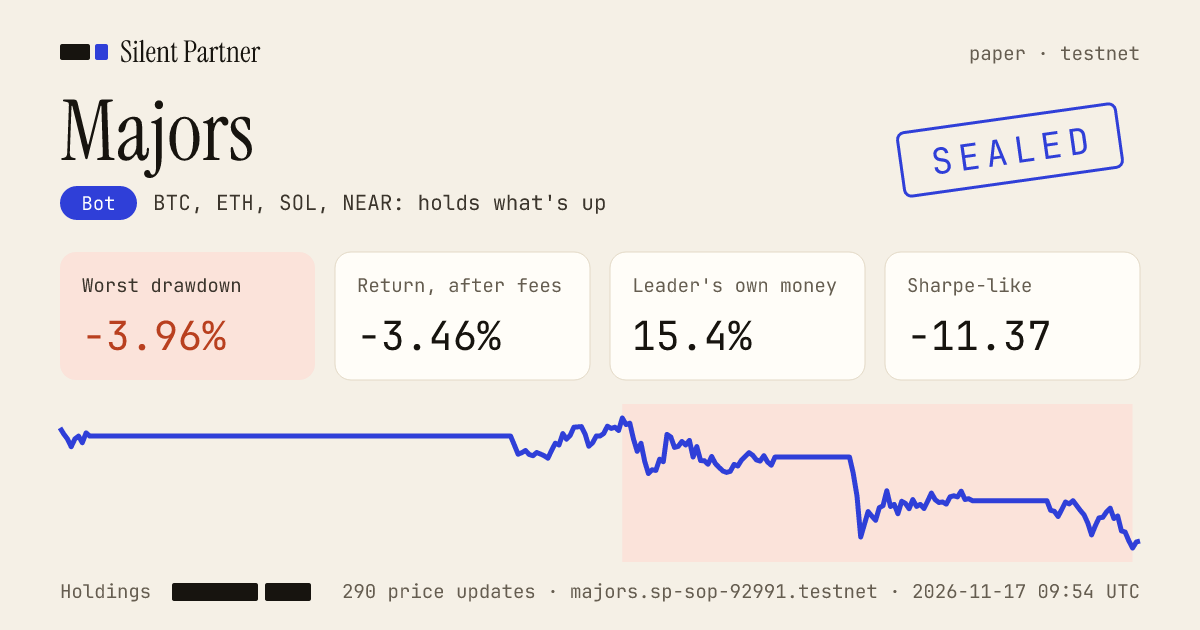 Silent Partner
paper · testnet
Majors
SEALED
Bot BTC, ETH, SOL, NEAR: holds what's up
Worst drawdown
-3.96%
Return, after fees
-3.46%
Leader's own money
15.4%
Sharpe-like
-11.37
Holdings
290 price updates · majors.sp-sop-92991.testnet · 2026-11-17 09:54 UTC